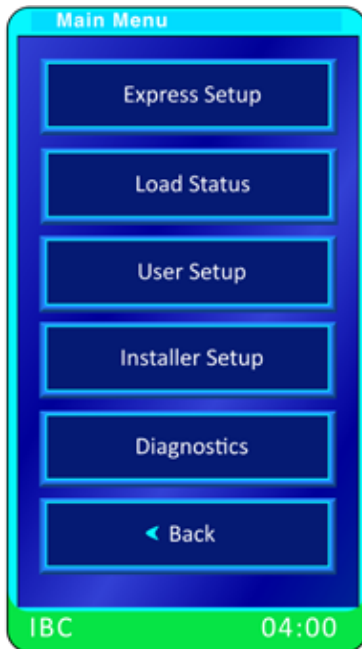 Main Menu
Express Setup
Load Status
User Setup
Installer Setup
Diagnostics
Back
IBC 04:00